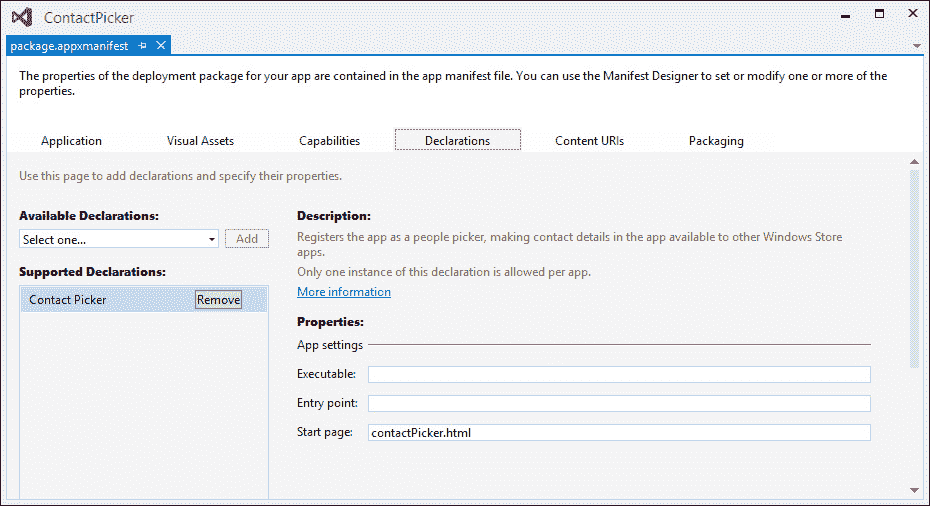 ContactPicker
package.appxmanifest
The properties of the deployment package for your app are contained in the app manifest file. You can use the Manifest Designer to set or modify one or more of the
properties.
Application Visual Assets Capabilities Declarations Content URIs Packaging
Use this page to add declarations and specify their properties.
Available Declarations:
Select one...
Add
Supported Declarations:
Contact Picker
Remove
Description:
Registers the app as a people picker, making contact details in the app available to other Windows Store
apps.
Only one instance of this declaration is allowed per app.
More information
Properties:
App settings
Executable:
Entry point:
Start page: contactPicker.html